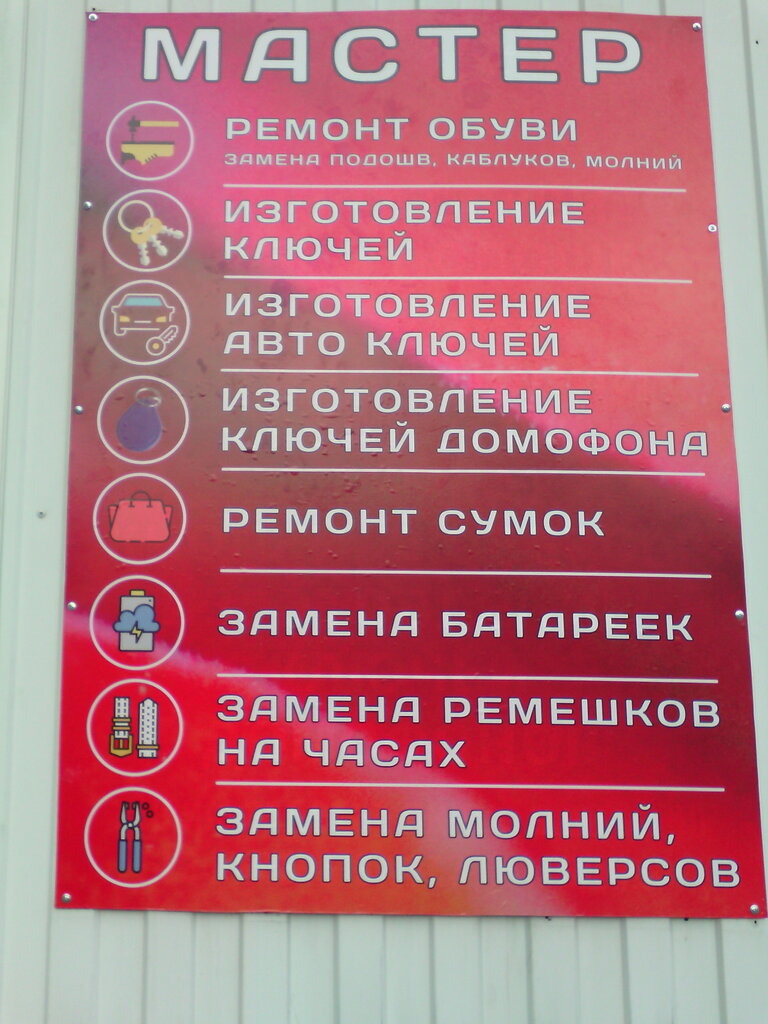 МАСТЕР
РЕМОНТ ОБУВИ
ЗАМЕНА ПОДОШВ, КАБЛУКОВ, МОЛНИЙ
ИЗГОТОВЛЕНИЕ
КЛЮЧЕЙ
ИЗГОТОВЛЕНИЕ
АВТО КЛЮЧЕЙ
ИЗГОТОВЛЕНИЕ
КЛЮЧЕЙ ДОМОФОНА
РЕМОНТ СУМОК
ЗАМЕНА БАТАРЕЕК
ЗАМЕНА РЕМЕШКОВ
НА ЧАСАХ
ЗАМЕНА МОЛНИЙ,
КНОПОК, ЛЮВЕРСОВ